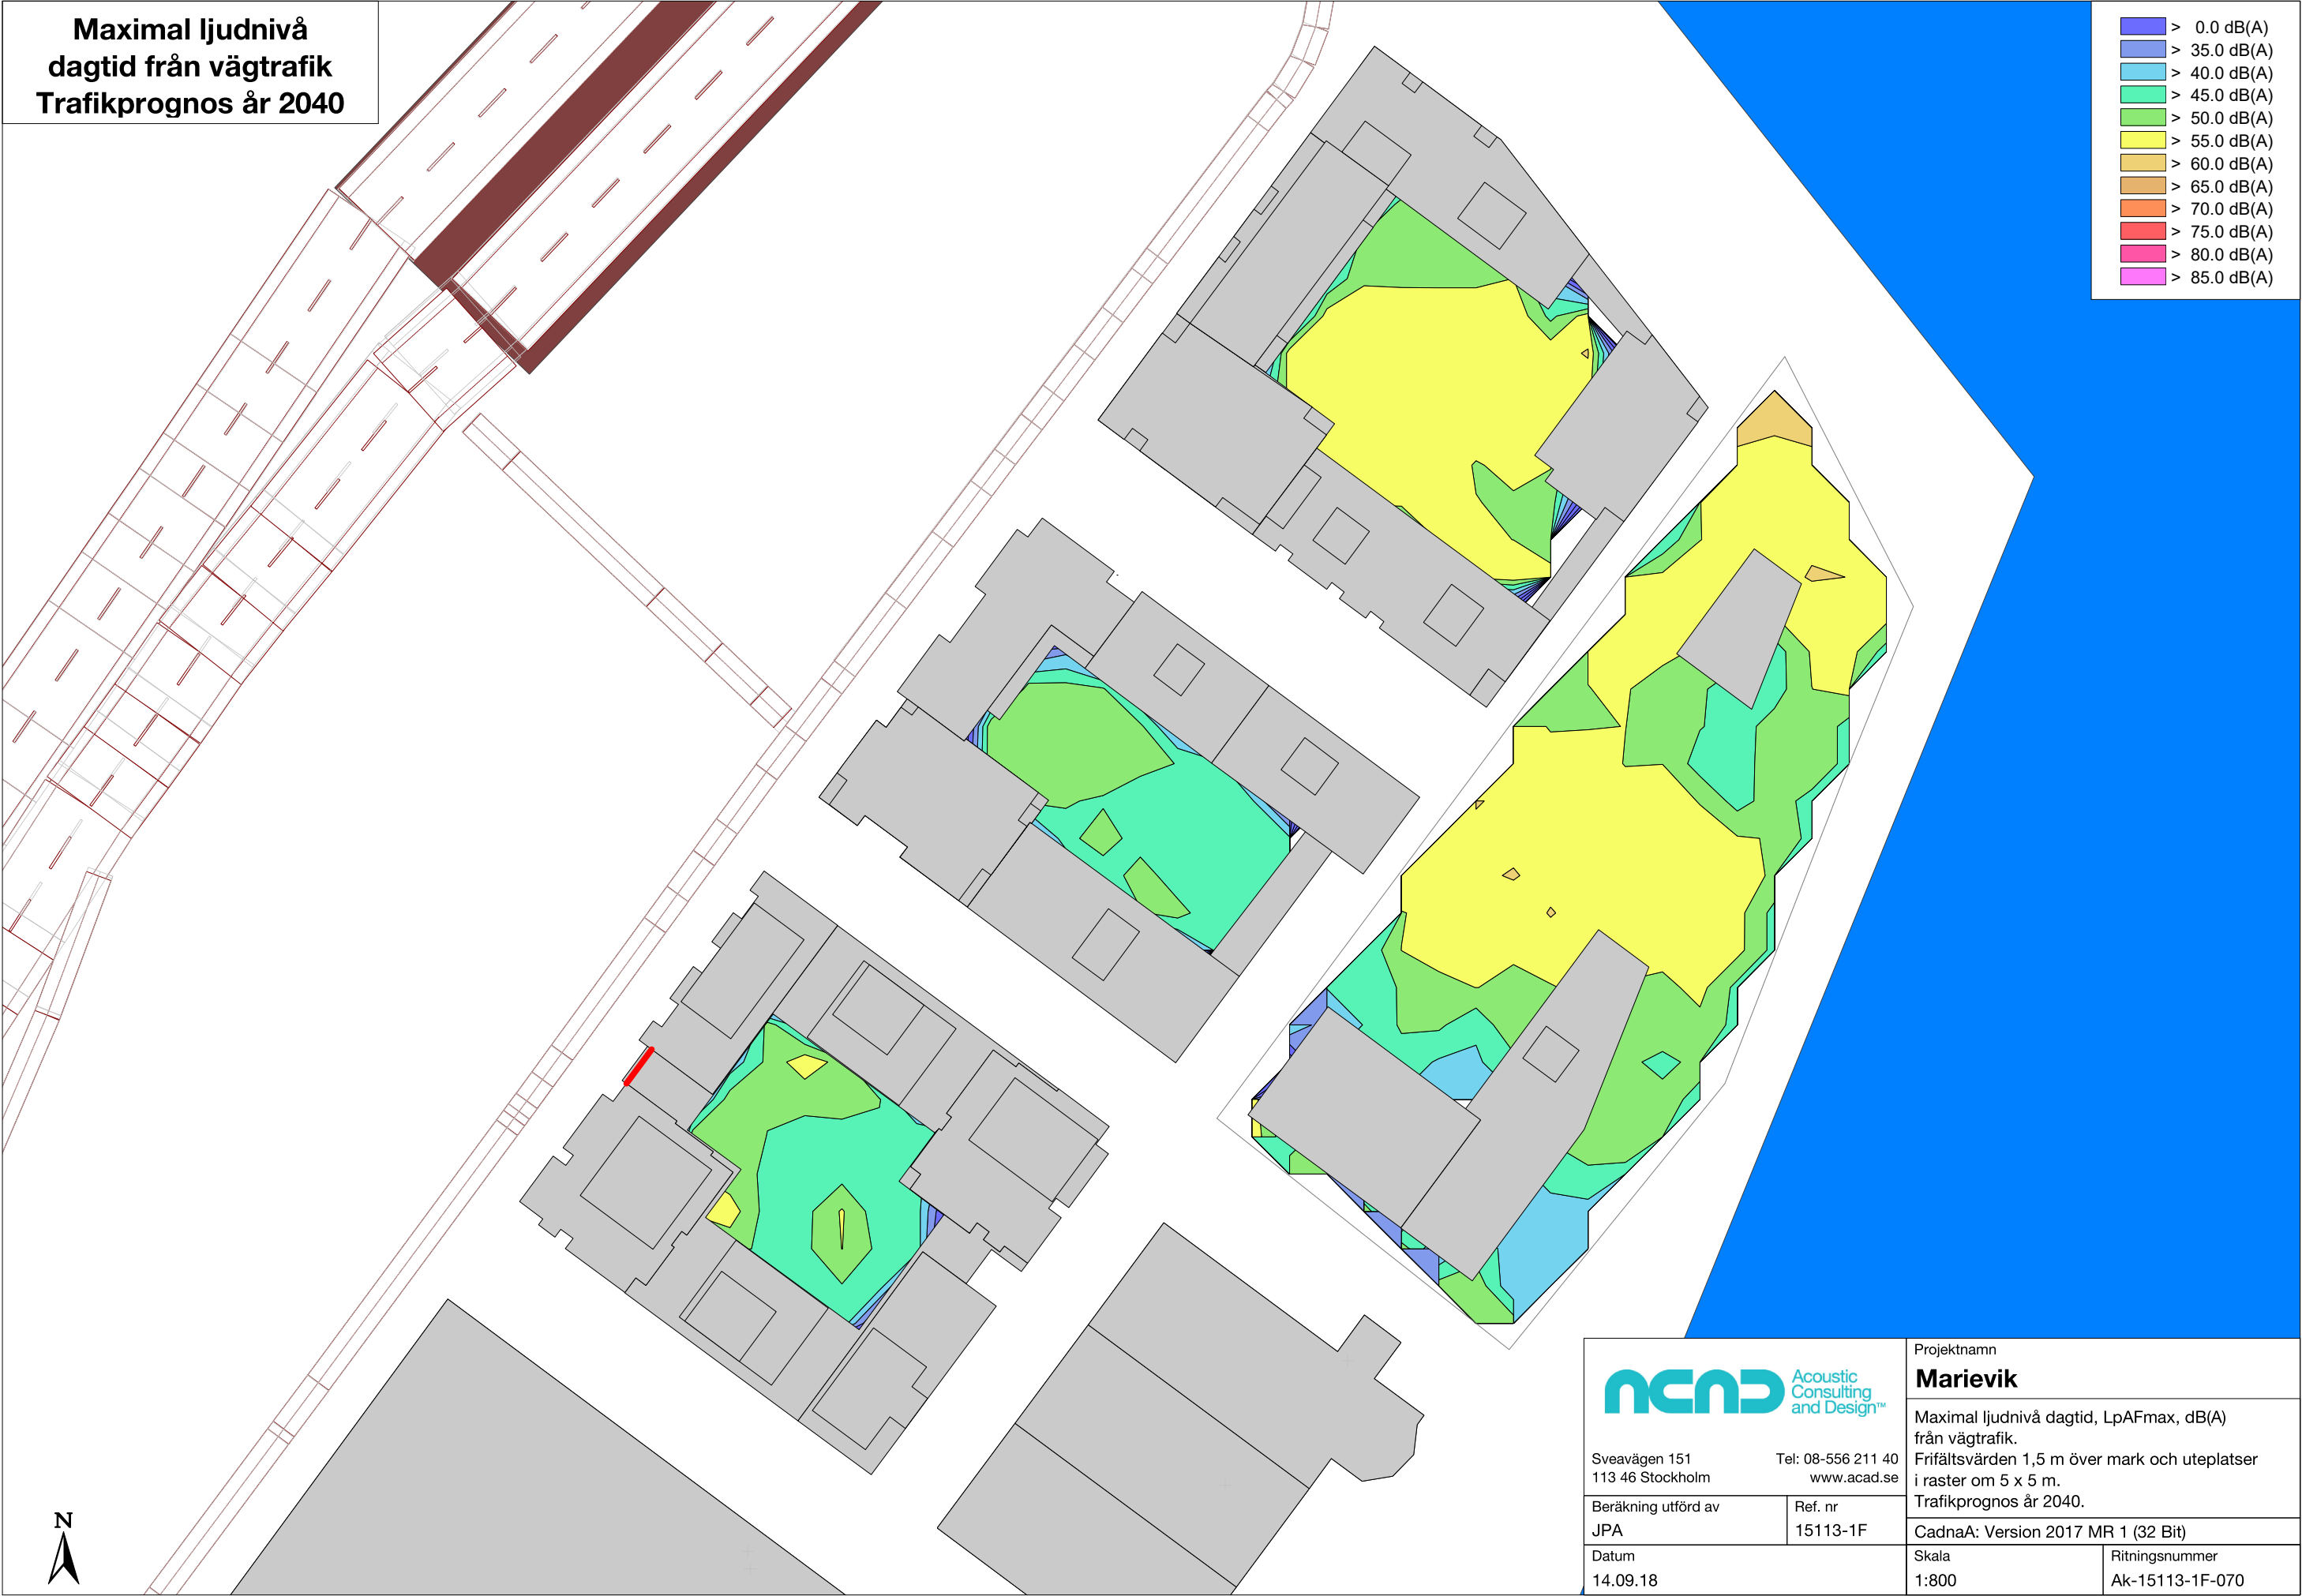 Maximal ljudnivå
dagtid från vägtrafik
Trafikprognos år 2040
> 0.0 dB(A)
> 35.0 dB(A)
> 40.0 dB(A)
> 45.0 dB(A)
> 50.0 dB(A)
> 55.0 dB(A)
> 60.0 dB(A)
> 65.0 dB(A)
> 70.0 dB(A)
> 75.0 dB(A)
> 80.0 dB(A)
> 85.0 dB(A)
N
ACAD
Acoustic
Consulting
and Design™
Sveavägen 151 Tel: 08-556 211 40
113 46 Stockholm www.acad.se
Beräkning utförd av Ref. nr
JPA 15113-1F
Datum
14.09.18
Projektnamn
Marievik
Maximal ljudnivå dagtid, LpAFmax, dB(A)
från vägtrafik.
Frifältsvärden 1,5 m över mark och uteplatser
i raster om 5 x 5 m.
Trafikprognos år 2040.
CadnaA: Version 2017 MR 1 (32 Bit)
Skala Ritningsnummer
1:800 Ak-15113-1F-070